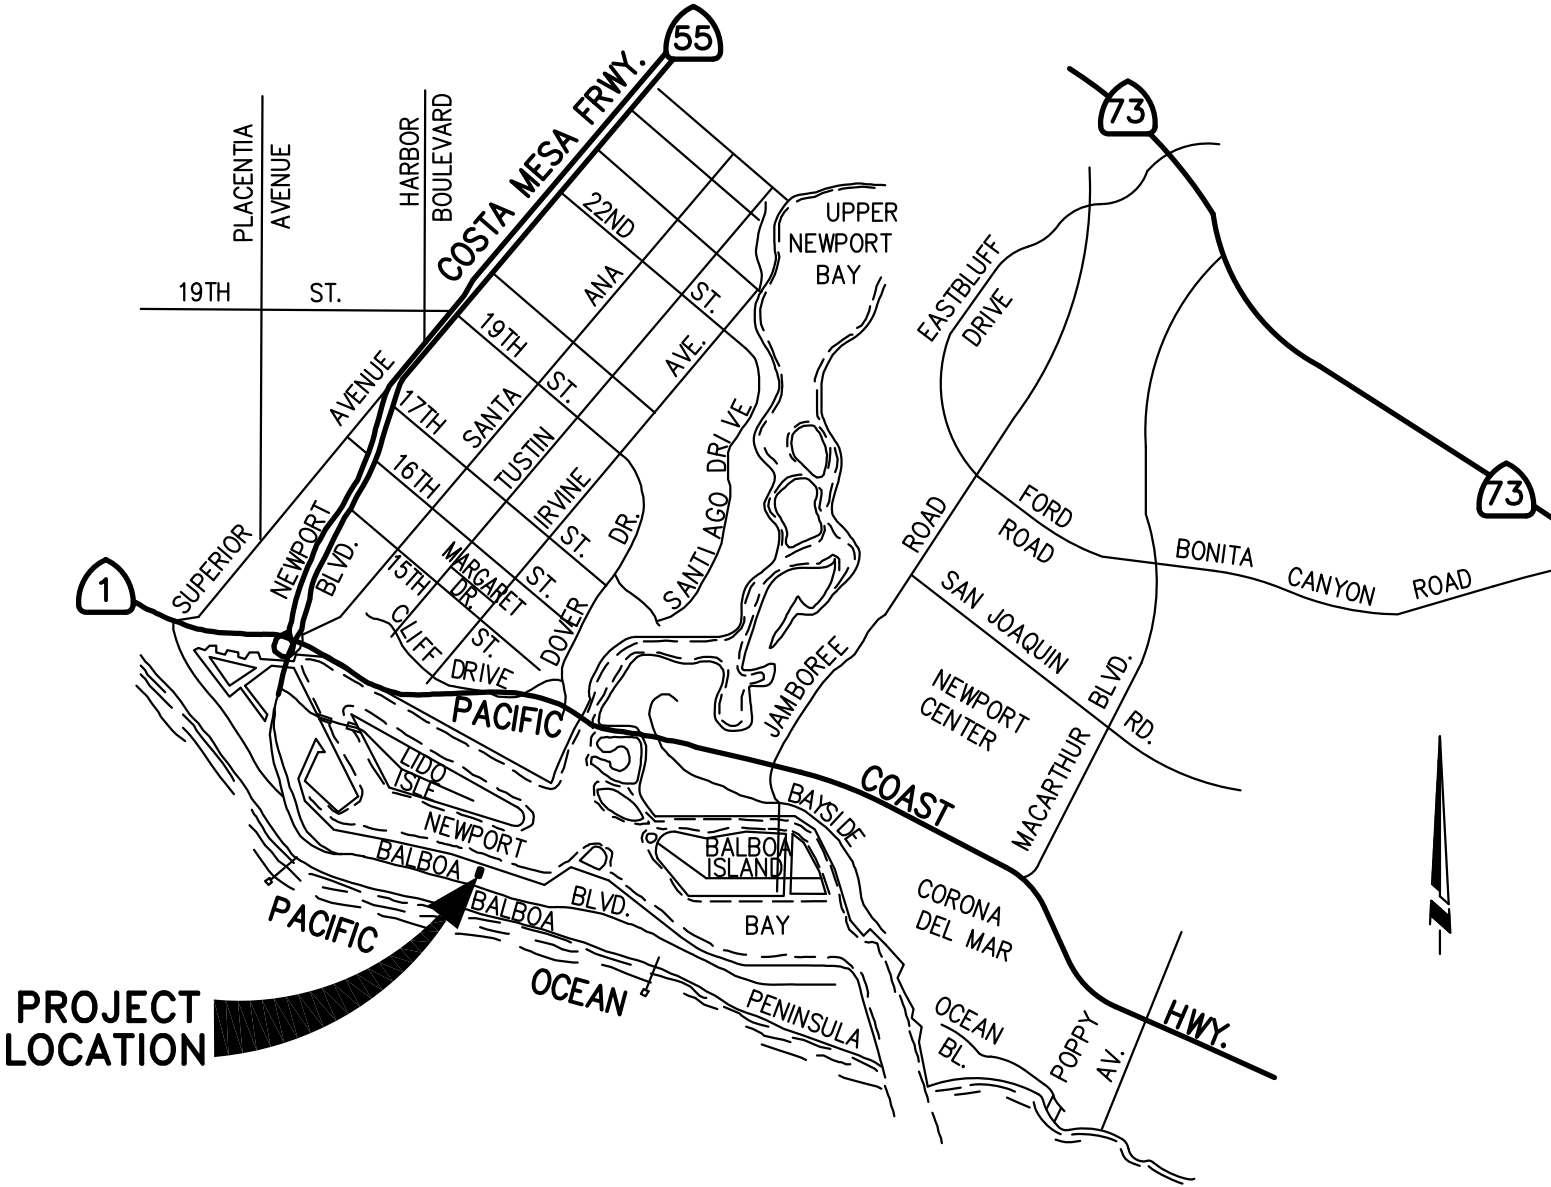 55
73
COSTA MESA FRWY.
PLACENTIA
AVENUE
HARBOR
BOULEVARD
22ND
ST.
UPPER
NEWPORT
BAY
EASTBLUFF
DRIVE
19TH
ST.
19TH
ST.
SANTA
ANA
AVE.
TUSTIN
IRVINE
SUPERIOR
AVENUE
17TH
ST.
16TH
ST.
SANTIAGO DRIVE
NEWPORT
BLVD.
15TH
ST.
MARGARET
DR.
DOVER
DR.
CLIFF
DRIVE
1
73
JAMBOREE
ROAD
FORD
ROAD
BONITA
CANYON
ROAD
SAN JOAQUIN
RD.
NEWPORT
CENTER
MACARTHUR
BLVD.
PACIFIC
COAST
HWY.
LIDO
ISLE
NEWPORT
BAY
BAYSIDE
BALBOA
ISLAND
BALBOA
BLVD.
BALBOA
PENINSULA
CORONA
DEL MAR
PACIFIC
OCEAN
OCEAN
BL.
POPPY
AV.
PROJECT
LOCATION